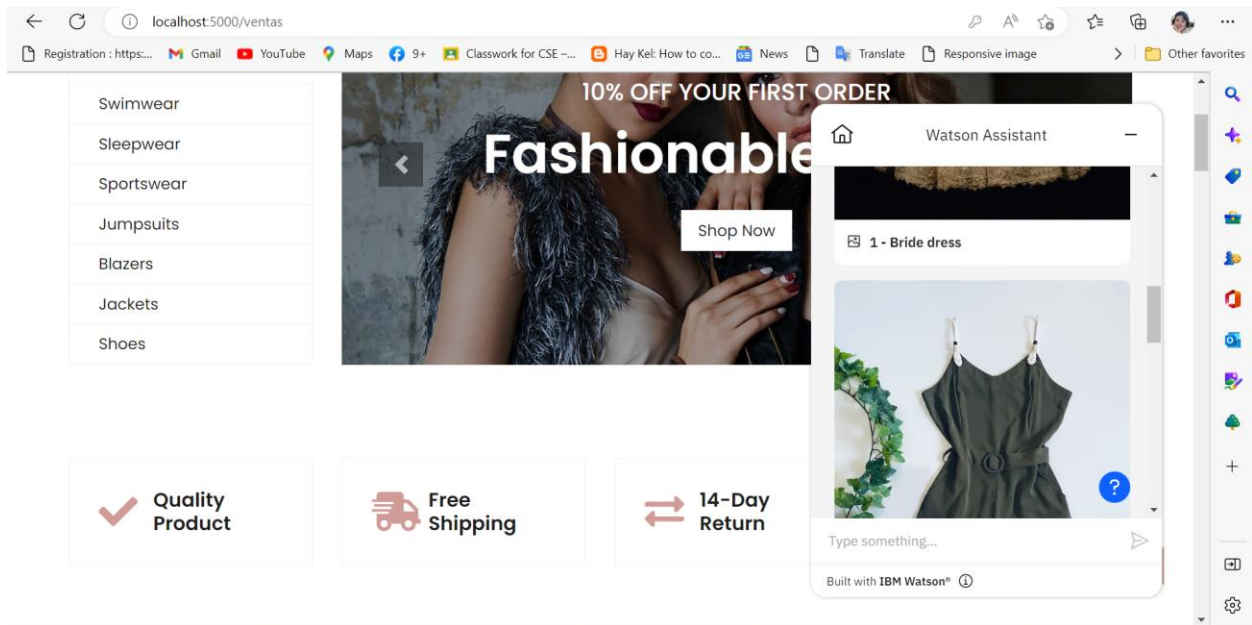 localhost:5000/ventas
Registration : https:... Gmail YouTube Maps 9+ Classwork for CSE –... Hay Kel: How to co... News Translate Responsive image Other favorites
Swimwear
Sleepwear
Sportswear
Jumpsuits
Blazers
Jackets
Shoes
10% OFF YOUR FIRST ORDER
Fashionable
Shop Now
Quality
Product
Free
Shipping
14-Day
Return
Watson Assistant
1 - Bride dress
Type something...
Built with IBM Watson®